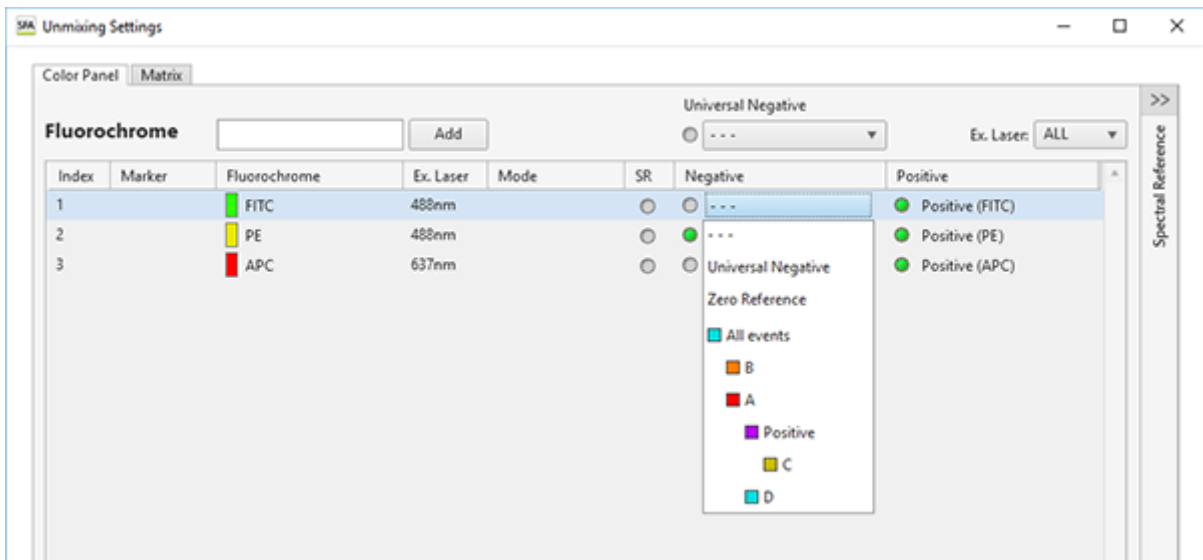 SPA Unmixing Settings
Color Panel Matrix
Universal Negative
>>
Fluorochrome Add - - - Ex. Laser: ALL
Spectral Reference
Index Marker Fluorochrome Ex. Laser Mode SR Negative Positive
1 FITC 488nm - - - Positive (FITC)
2 PE 488nm - - - Positive (PE)
3 APC 637nm Universal Negative Positive (APC)
Zero Reference
All events
B
A
Positive
C
D